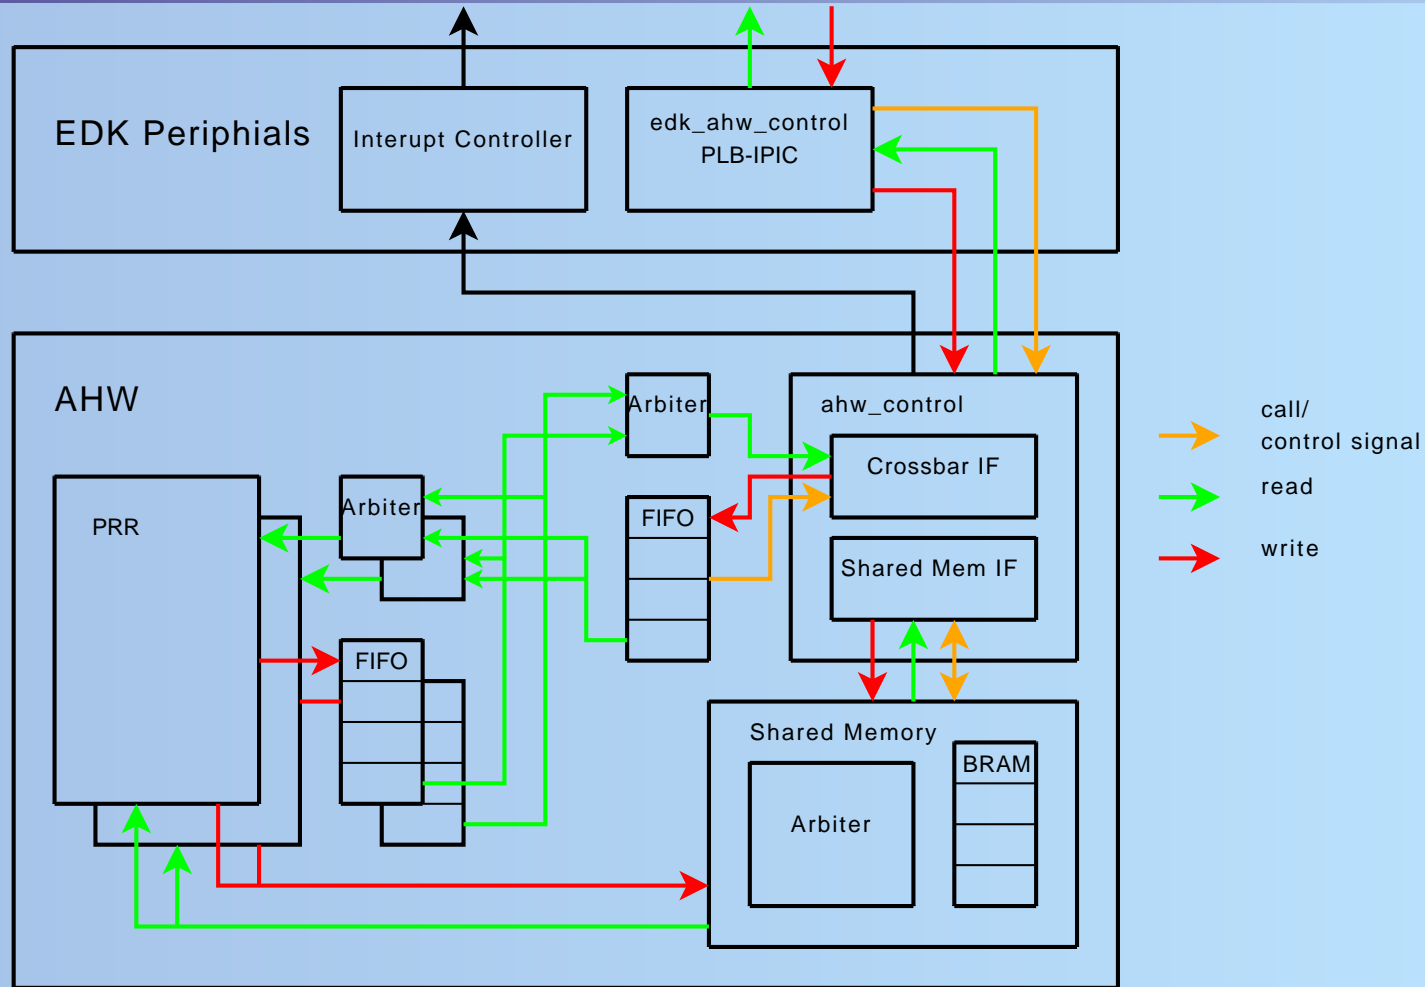 EDK Periphials
Interupt Controller
edk_ahw_control
PLB-IPIC
AHW
Arbiter
ahw_control
Crossbar IF
call/
control signal
read
write
PRR
Arbiter
FIFO
Shared Mem IF
FIFO
Shared Memory
BRAM
Arbiter